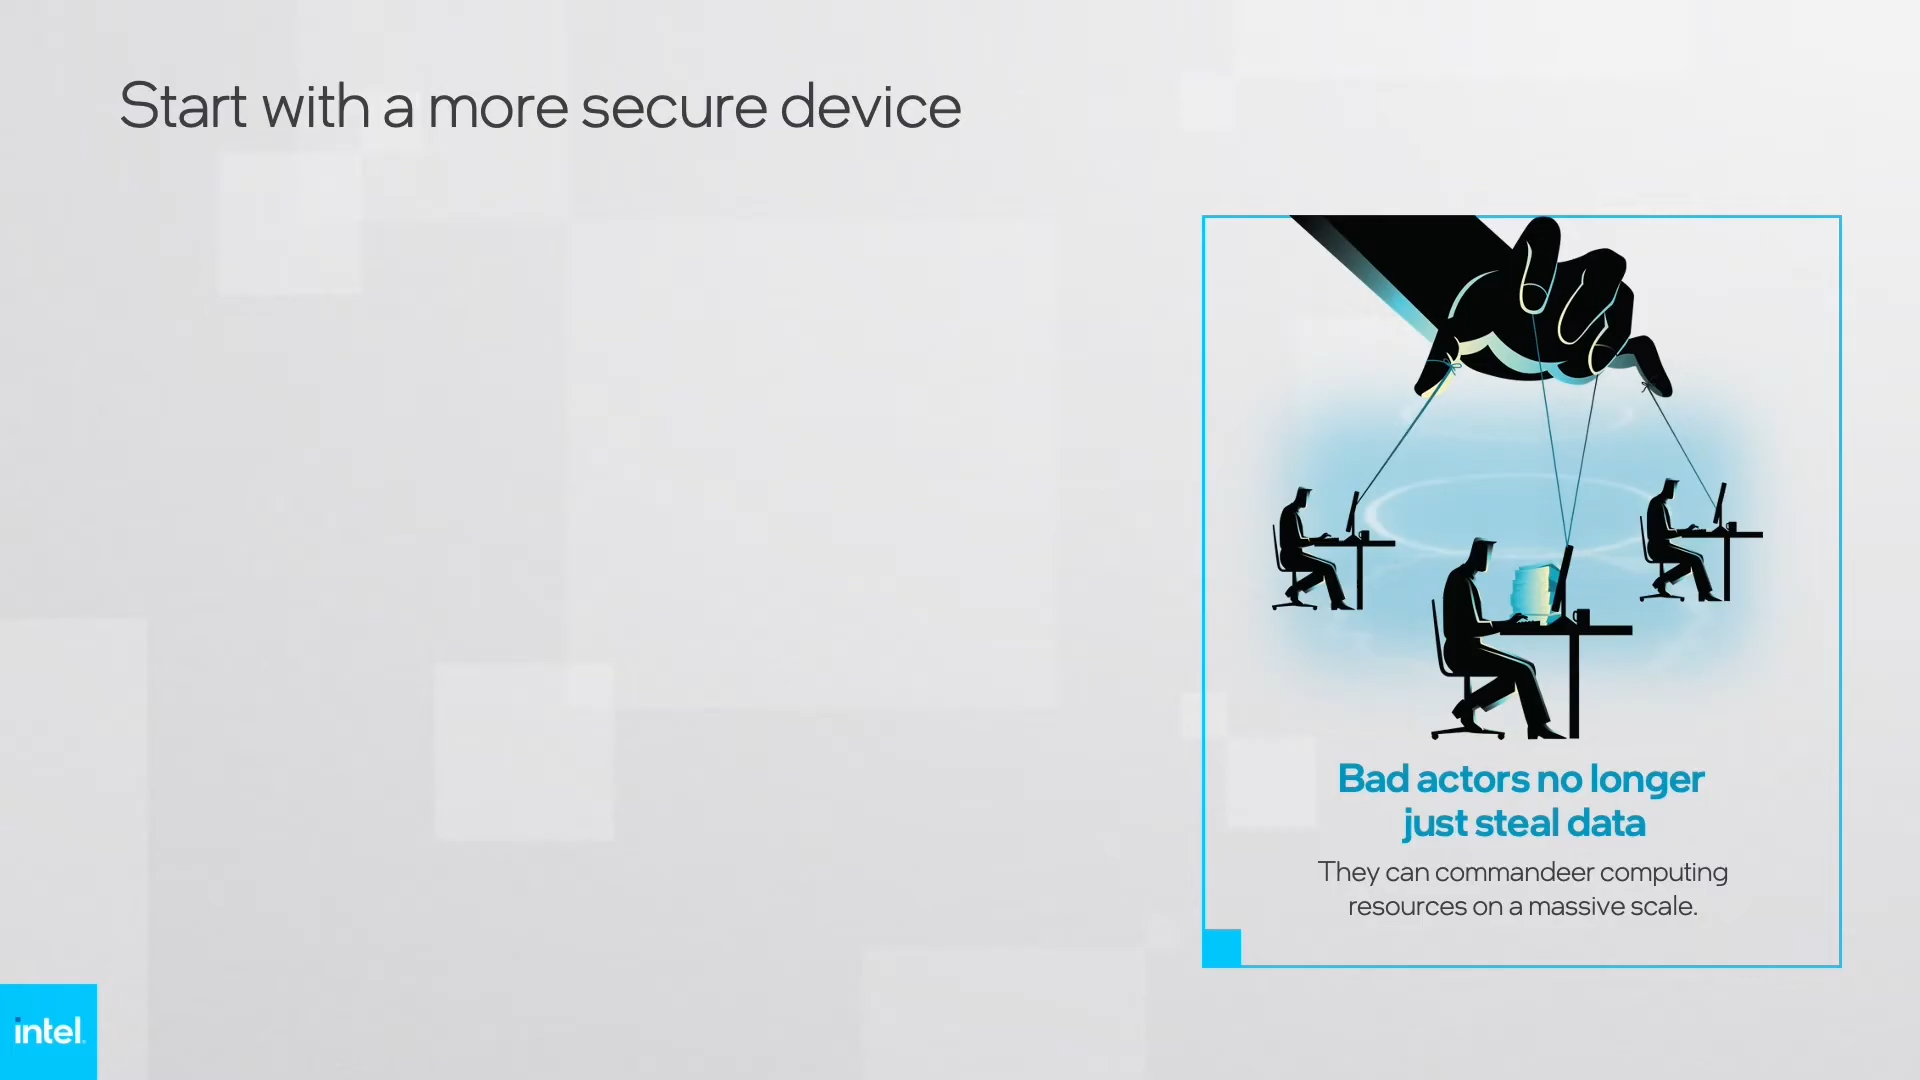 Start with a more secure device
Bad actors no longer
just steal data
They can commandeer computing
resources on a massive scale.
intel.